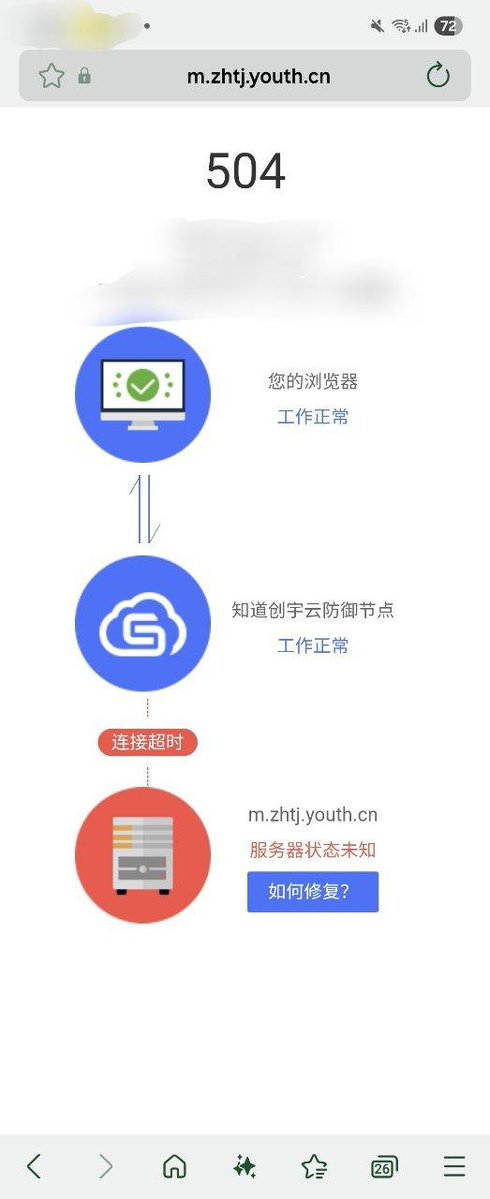 72
m.zhtj.youth.cn
504
您的浏览器
工作正常
知道创宇云防御节点
工作正常
连接超时
m.zhtj.youth.cn
服务器状态未知
如何修复?
26